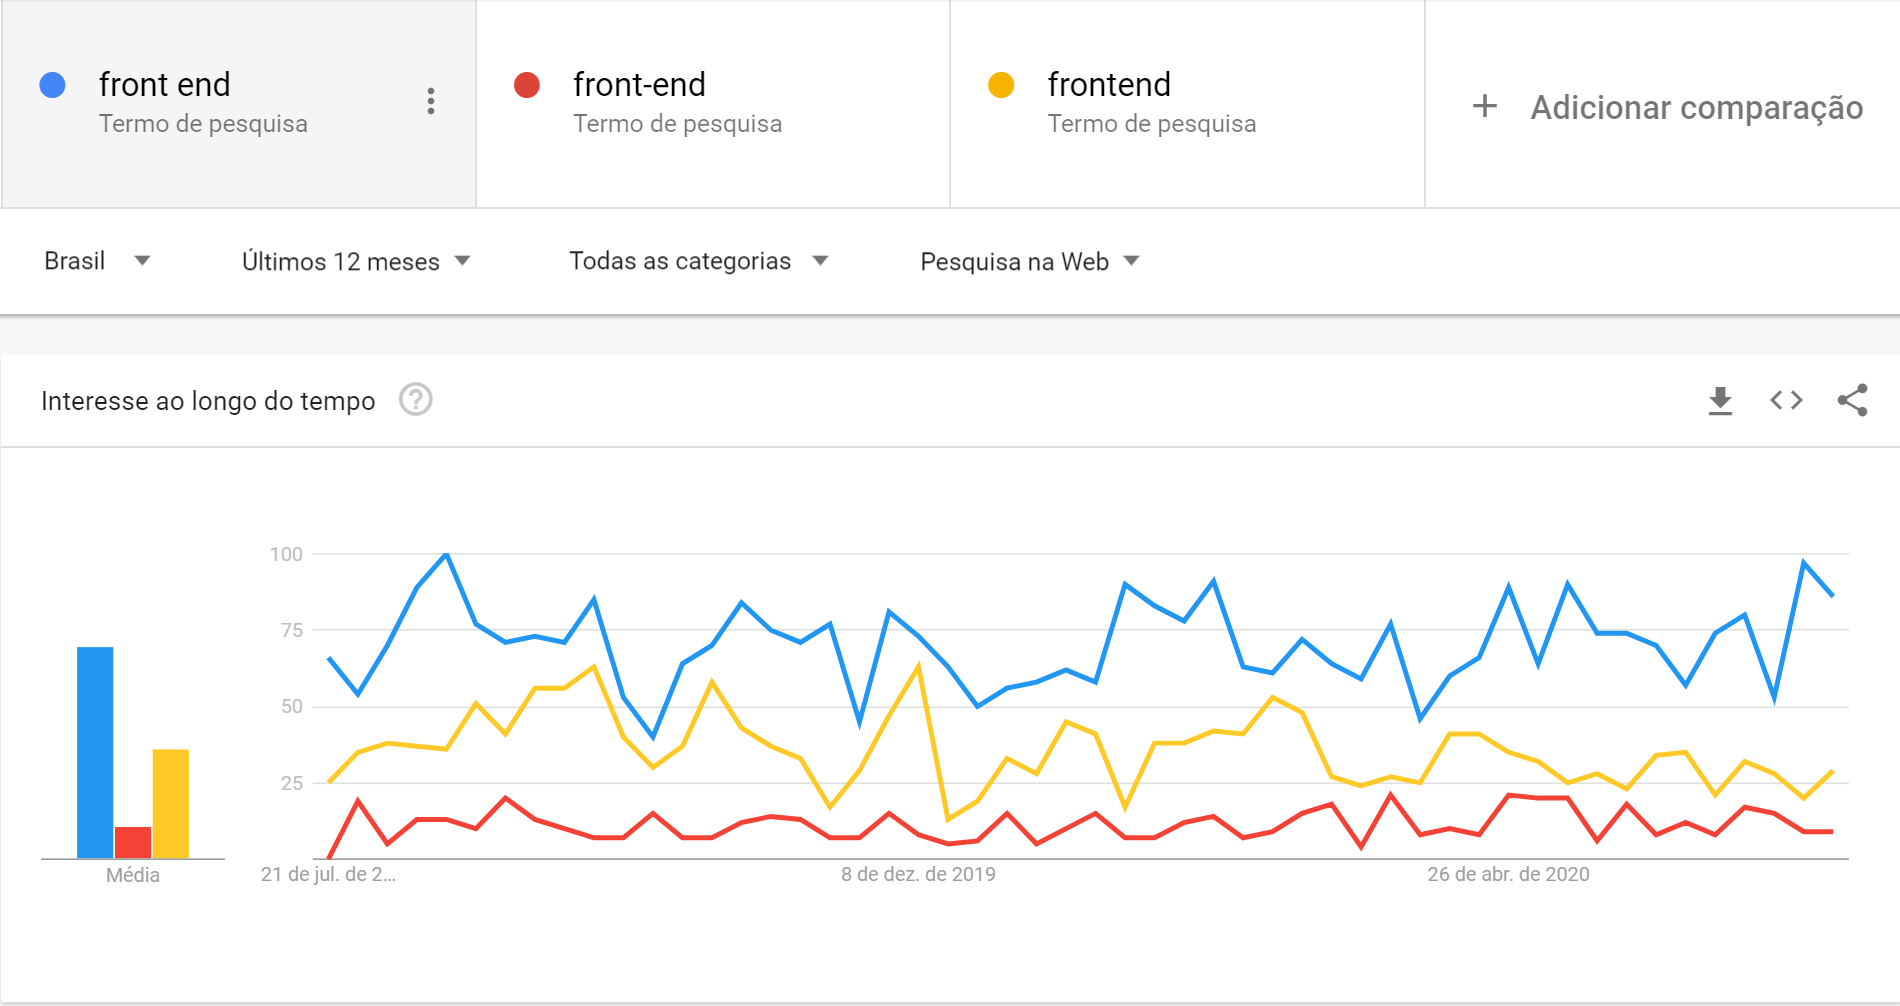 front end
Termo de pesquisa
front-end
Termo de pesquisa
frontend
Termo de pesquisa
+ Adicionar comparação
Brasil
Últimos 12 meses
Todas as categorias
Pesquisa na Web
Interesse ao longo do tempo
?
100
75
50
25
Média
21 de jul. de 2...
8 de dez. de 2019
26 de abr. de 2020